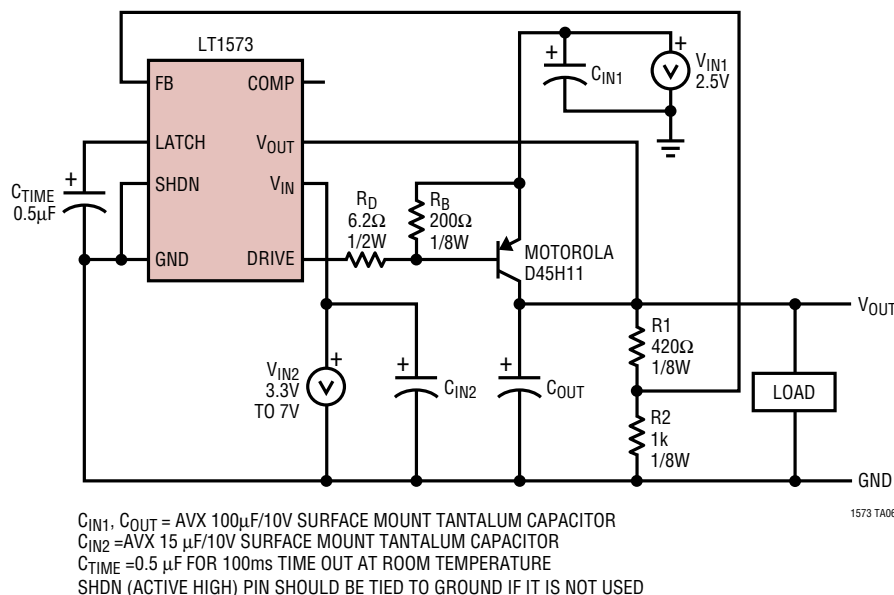 LT1573
FB
COMP
LATCH
VOUT
SHDN
VIN
GND
DRIVE
CTIME
0.5µF
+
RD
6.2Ω
1/2W
RB
200Ω
1/8W
+
CIN1
+
V
VIN1
2.5V
MOTOROLA
D45H11
VOUT
R1
420Ω
1/8W
R2
1k
1/8W
LOAD
GND
VIN2
3.3V
TO 7V
+
V
+
CIN2
+
COUT
1573 TA06
CIN1, COUT = AVX 100µF/10V SURFACE MOUNT TANTALUM CAPACITOR
CIN2 =AVX 15 µF/10V SURFACE MOUNT TANTALUM CAPACITOR
CTIME =0.5 µF FOR 100ms TIME OUT AT ROOM TEMPERATURE
SHDN (ACTIVE HIGH) PIN SHOULD BE TIED TO GROUND IF IT IS NOT USED